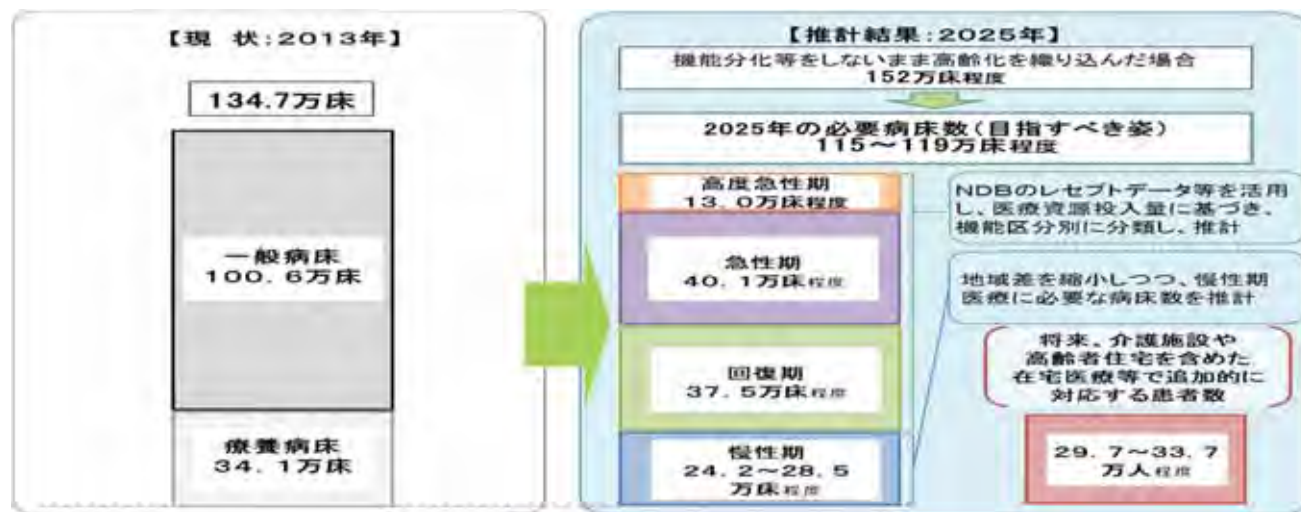 【現 状:2013年】
134.7万床
一般病床
100.6万床
療養病床
34.1万床
【推計結果:2025年】
機能分化等をしないまま高齢化を織り込んだ場合
152万床程度
2025年の必要病床数(目指すべき姿)
115～119万床程度
高度急性期
13.0万床程度
急性期
40.1万床程度
回復期
37.5万床程度
慢性期
24.2～28.5
万床程度
NDBのレセプトデータ等を活用
し、医療資源投入量に基づき、
機能区分別に分類し、推計
地域差を縮小しつつ、慢性期
医療に必要な病床数を推計
将来、介護施設や
高齢者住宅を含めた
在宅医療等で追加的に
対応する患者数
29.7～33.7
万人程度